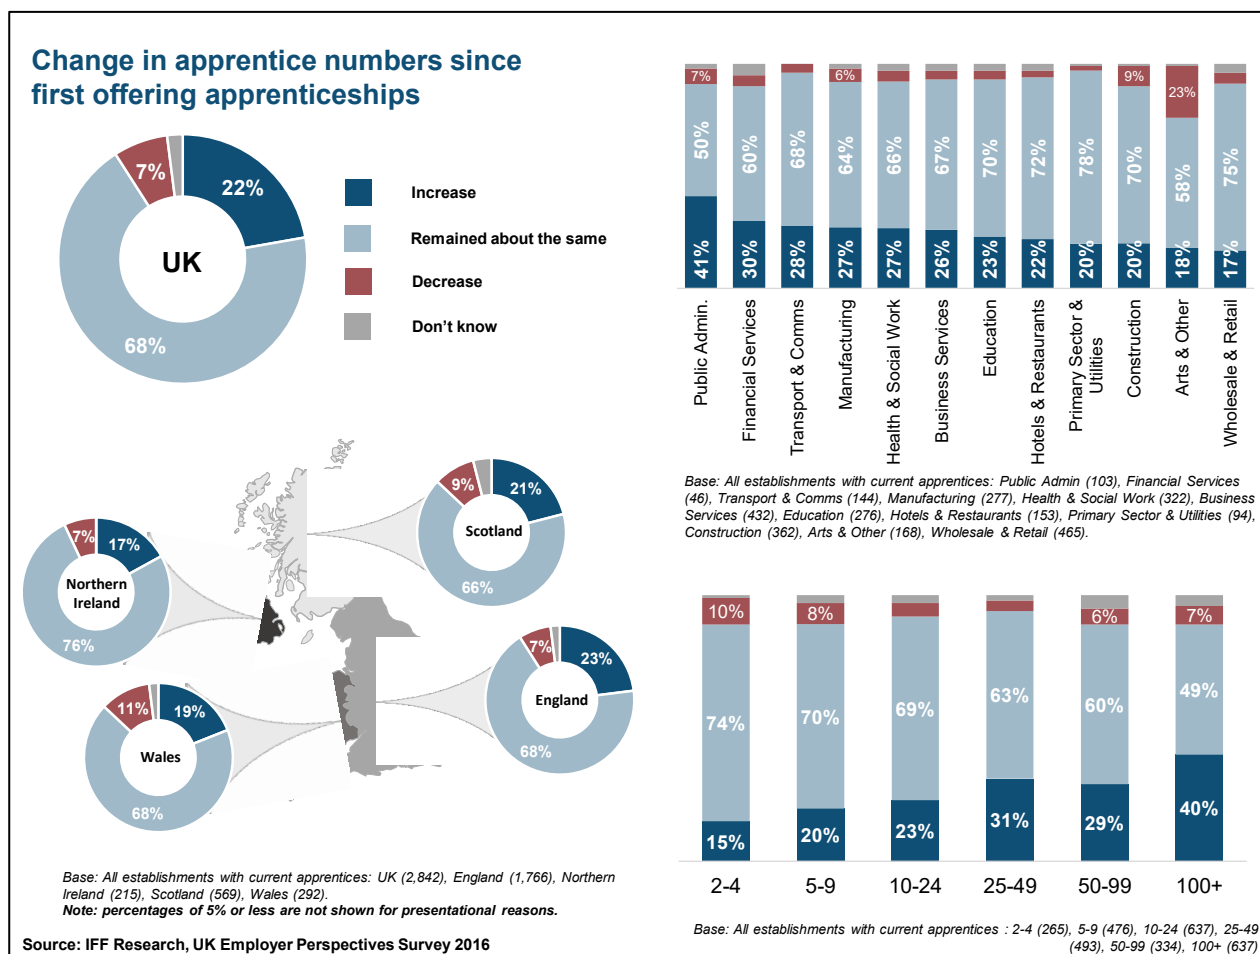 Change in apprentice numbers since
first offering apprenticeships
7%
22%
UK
68%
Increase
Remained about the same
Decrease
Don't know
7%
6%
9%
23%
50%
60%
68%
64%
66%
67%
70%
72%
78%
70%
58%
75%
41%
30%
28%
27%
27%
26%
23%
22%
20%
20%
18%
17%
Public Admin.
Financial Services
Transport & Comms
Manufacturing
Health & Social Work
Business Services
Education
Hotels & Restaurants
Primary Sector &
Utilities
Construction
Arts & Other
Wholesale & Retail
Base: All establishments with current apprentices: Public Admin (103), Financial Services
(46), Transport & Comms (144), Manufacturing (277), Health & Social Work (322), Business
Services (432), Education (276), Hotels & Restaurants (153), Primary Sector & Utilities (94),
Construction (362), Arts & Other (168), Wholesale & Retail (465).
9%
21%
Scotland
66%
7%
17%
Northern
Ireland
76%
7%
23%
England
68%
11%
19%
Wales
68%
10%
8%
6%
7%
74%
70%
69%
63%
60%
49%
15%
20%
23%
31%
29%
40%
2-4
5-9
10-24
25-49
50-99
100+
Base: All establishments with current apprentices: UK (2,842), England (1,766), Northern
Ireland (215), Scotland (569), Wales (292).
Note: percentages of 5% or less are not shown for presentational reasons.
Source: IFF Research, UK Employer Perspectives Survey 2016
Base: All establishments with current apprentices : 2-4 (265), 5-9 (476), 10-24 (637), 25-49
(493), 50-99 (334), 100+ (637)